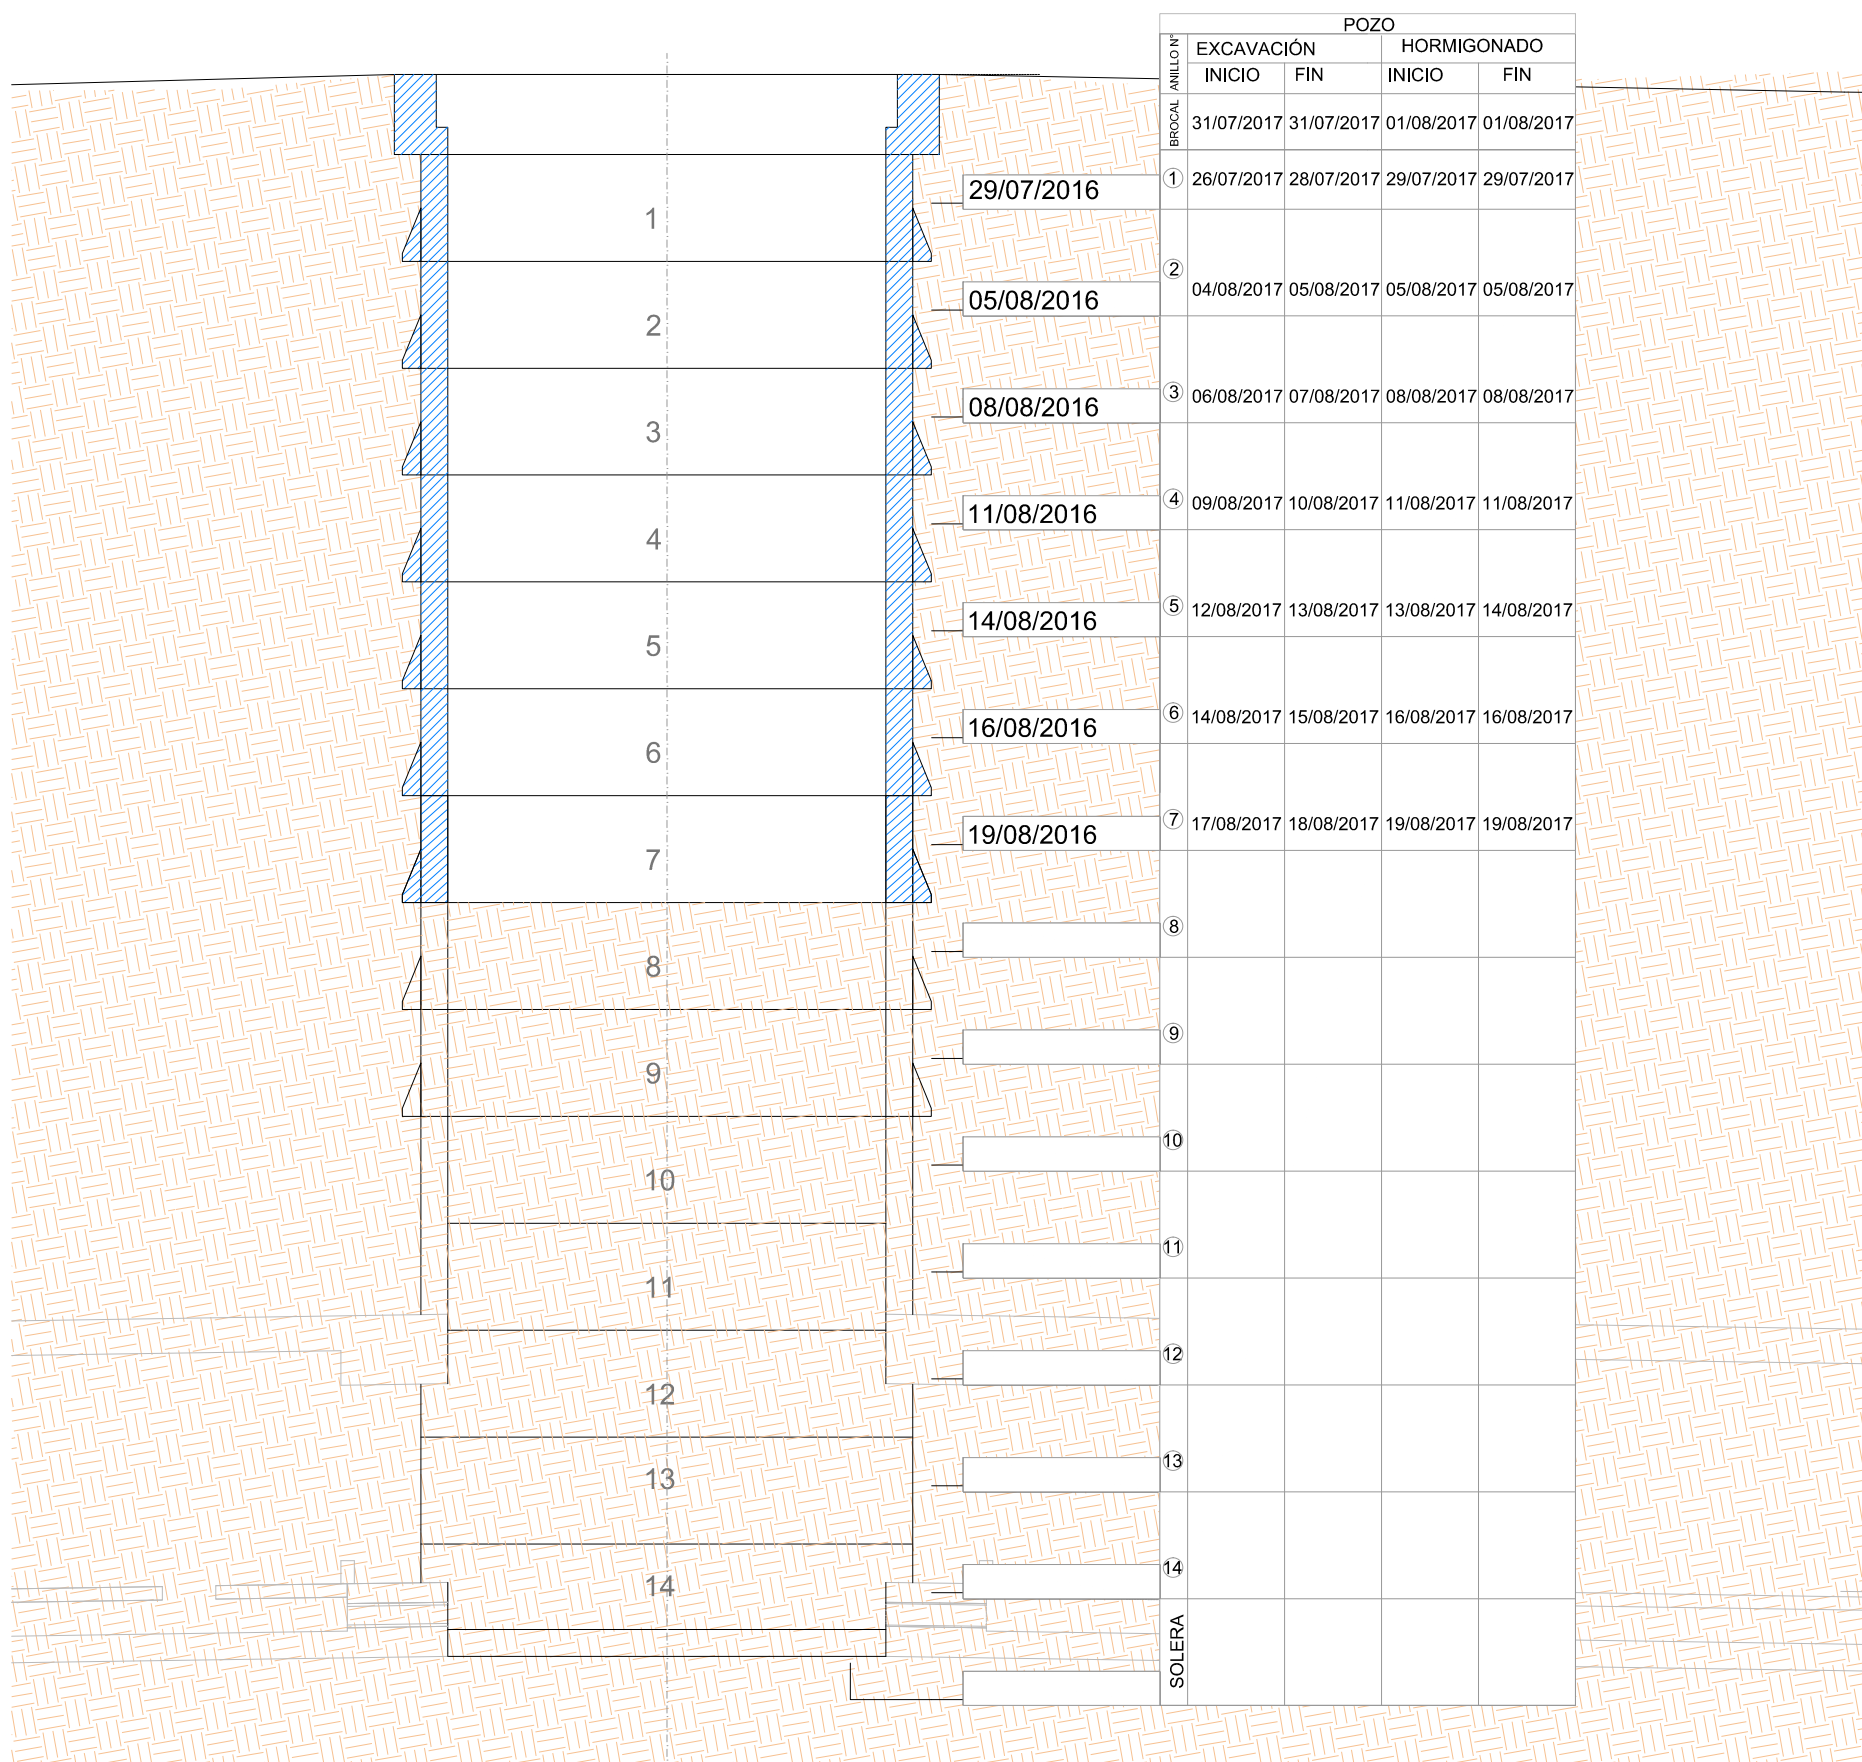 POZO
ANILLO Nº
EXCAVACIÓN HORMIGONADO
INICIO FIN INICIO FIN
BROCAL 31/07/2017 31/07/2017 01/08/2017 01/08/2017
1 29/07/2016 1 26/07/2017 28/07/2017 29/07/2017 29/07/2017
2 05/08/2016 2 04/08/2017 05/08/2017 05/08/2017 05/08/2017
3 08/08/2016 3 06/08/2017 07/08/2017 08/08/2017 08/08/2017
4 11/08/2016 4 09/08/2017 10/08/2017 11/08/2017 11/08/2017
5 14/08/2016 5 12/08/2017 13/08/2017 13/08/2017 14/08/2017
6 16/08/2016 6 14/08/2017 15/08/2017 16/08/2017 16/08/2017
7 19/08/2016 7 17/08/2017 18/08/2017 19/08/2017 19/08/2017
8 8
9 9
10 10
11 11
12 12
13 13
14 14
SOLERA